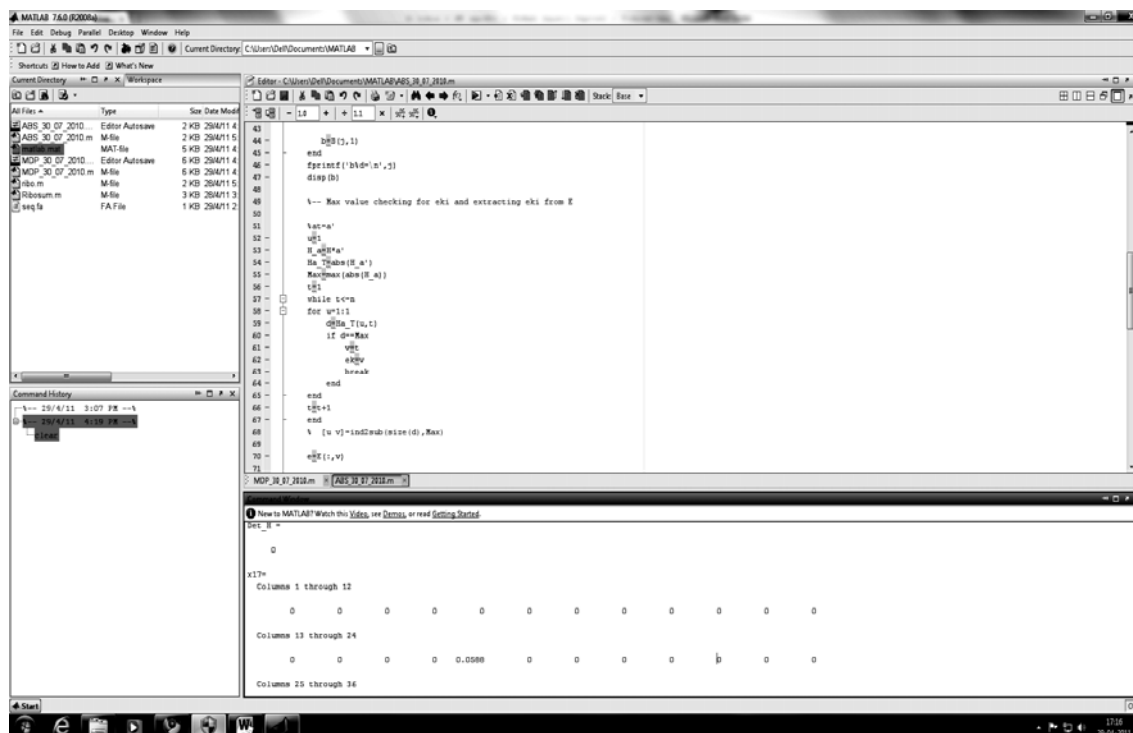 MATLAB 7.6.0 (R2008a)
File Edit Debug Parallel Desktop Window Help
Current Directory: C:\Users\Dell\Documents\MATLAB
Shortcuts How to Add What's New
Current Directory Workspace
All Files Type Size Date Modif
ABS_30_07_2010.... Editor Autosave 2 KB 29/4/11 4:
ABS_30_07_2010.m M-file 2 KB 29/4/11 5:
matlab.mat MAT-file 5 KB 29/4/11 4:
MDP_30_07_2010.... Editor Autosave 6 KB 29/4/11 4:
MDP_30_07_2010.m M-file 6 KB 29/4/11 4:
ribo.m M-file 2 KB 28/4/11 5:
Ribosum.m M-file 3 KB 28/4/11 3:
seq.fa FA File 1 KB 29/4/11 2:
Command History
%-- 29/4/11 3:07 PM --%
%-- 29/4/11 4:19 PM --%
clear
Editor - C:\Users\Dell\Documents\MATLAB\ABS_30_07_2010.m
Stack: Base
- 1.0 + ÷ 1.1 ×
43
44 - b=B(j,1)
45 - end
46 - fprintf('b%d=\n',j)
47 - disp(b)
48
49 %-- Max value checking for eki and extracting eki from E
50
51 %at=a'
52 - u=1
53 - H_a=H*a'
54 - Ha_T=abs(H_a')
55 - Max=max(abs(H_a))
56 - t=1
57 - while t<=n
58 - for u=1:1
59 - d=Ha_T(u,t)
60 - if d==Max
61 - v=t
62 - ek=v
63 - break
64 - end
65 - end
66 - t=t+1
67 - end
68 % [u v]=ind2sub(size(d),Max)
69
70 - e=E(:,v)
71
MDP_30_07_2010.m × ABS_30_07_2010.m ×
Command Window
New to MATLAB? Watch this Video, see Demos, or read Getting Started.
Det_H =
0
x17=
Columns 1 through 12
0 0 0 0 0 0 0 0 0 0 0 0
Columns 13 through 24
0 0 0 0 0.0588 0 0 0 0 0 0 0
Columns 25 through 36
Start
17:16
29-04-2011